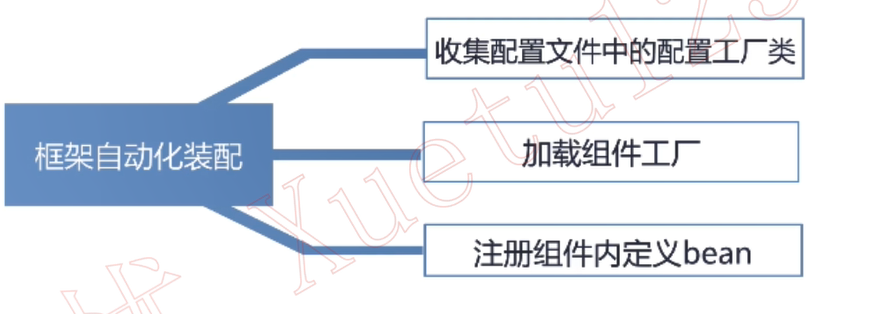 框架自动化装配
收集配置文件中的配置工厂类
加载组件工厂
注册组件内定义bean
Xuetu123